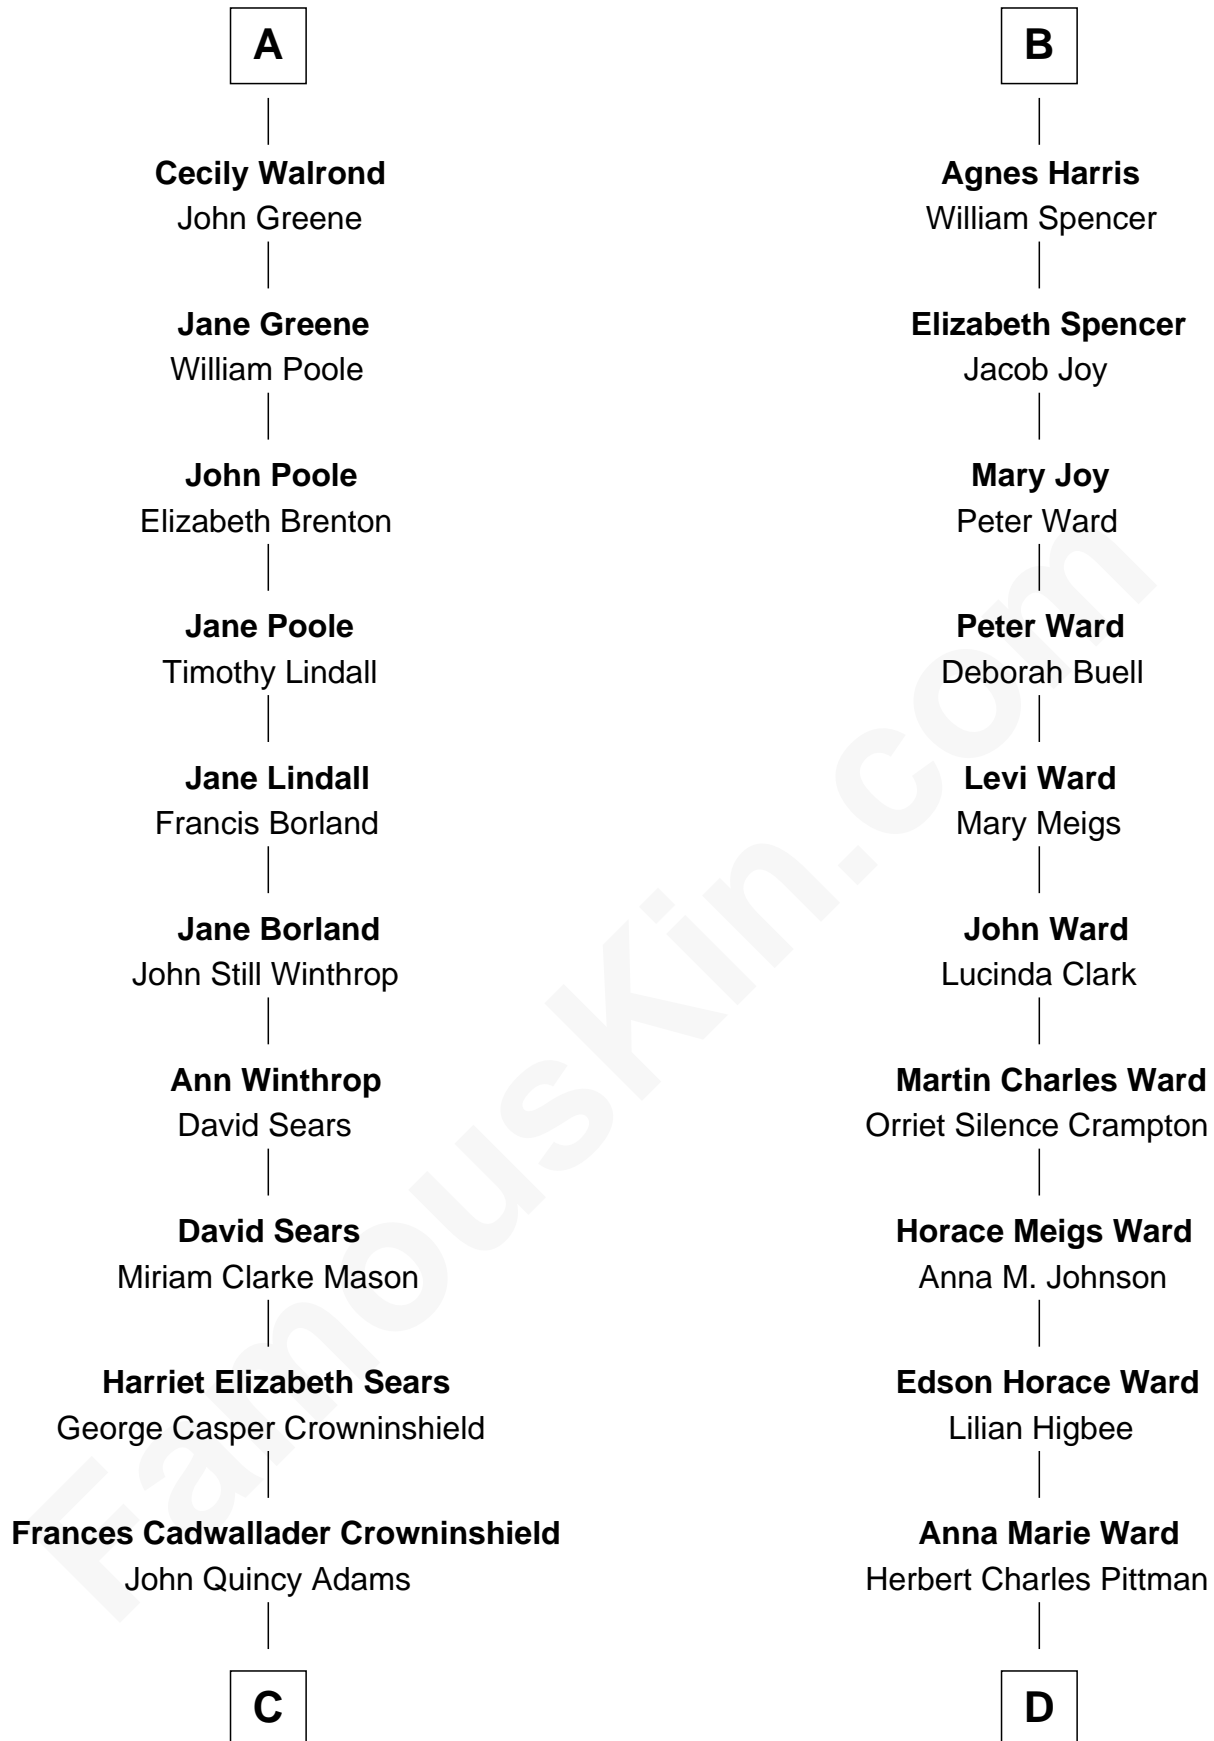 A
Cecily Walrond
John Greene
Jane Greene
William Poole
John Poole
Elizabeth Brenton
Jane Poole
Timothy Lindall
Jane Lindall
Francis Borland
Jane Borland
John Still Winthrop
Ann Winthrop
David Sears
David Sears
Miriam Clarke Mason
Harriet Elizabeth Sears
George Casper Crowninshield
Frances Cadwallader Crowninshield
John Quincy Adams
C
B
Agnes Harris
William Spencer
Elizabeth Spencer
Jacob Joy
Mary Joy
Peter Ward
Peter Ward
Deborah Buell
Levi Ward
Mary Meigs
John Ward
Lucinda Clark
Martin Charles Ward
Orriet Silence Crampton
Horace Meigs Ward
Anna M. Johnson
Edson Horace Ward
Lilian Higbee
Anna Marie Ward
Herbert Charles Pittman
D
FamousKin.com